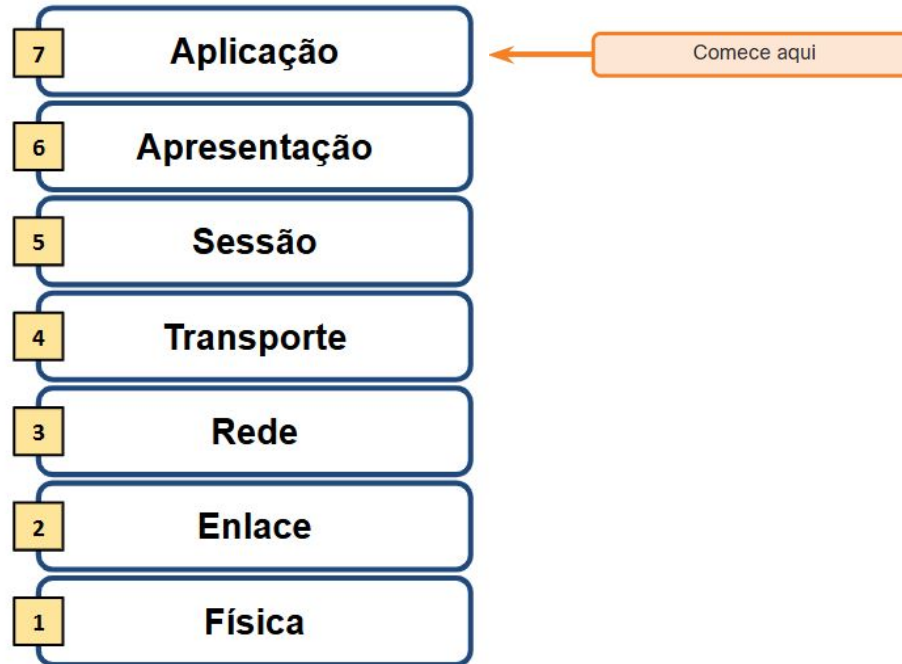 7 Aplicação Comece aqui
6 Apresentação
5 Sessão
4 Transporte
3 Rede
2 Enlace
1 Física